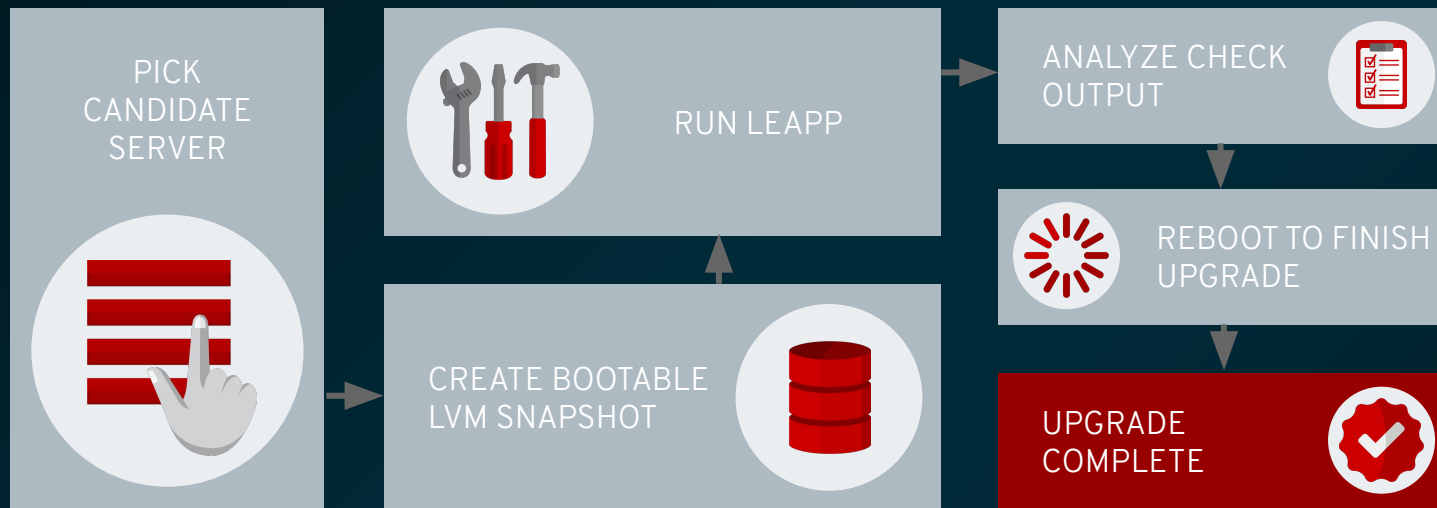 PICK
CANDIDATE
SERVER
CREATE BOOTABLE
LVM SNAPSHOT
RUN LEAPP
ANALYZE CHECK
OUTPUT
REBOOT TO FINISH
UPGRADE
UPGRADE
COMPLETE